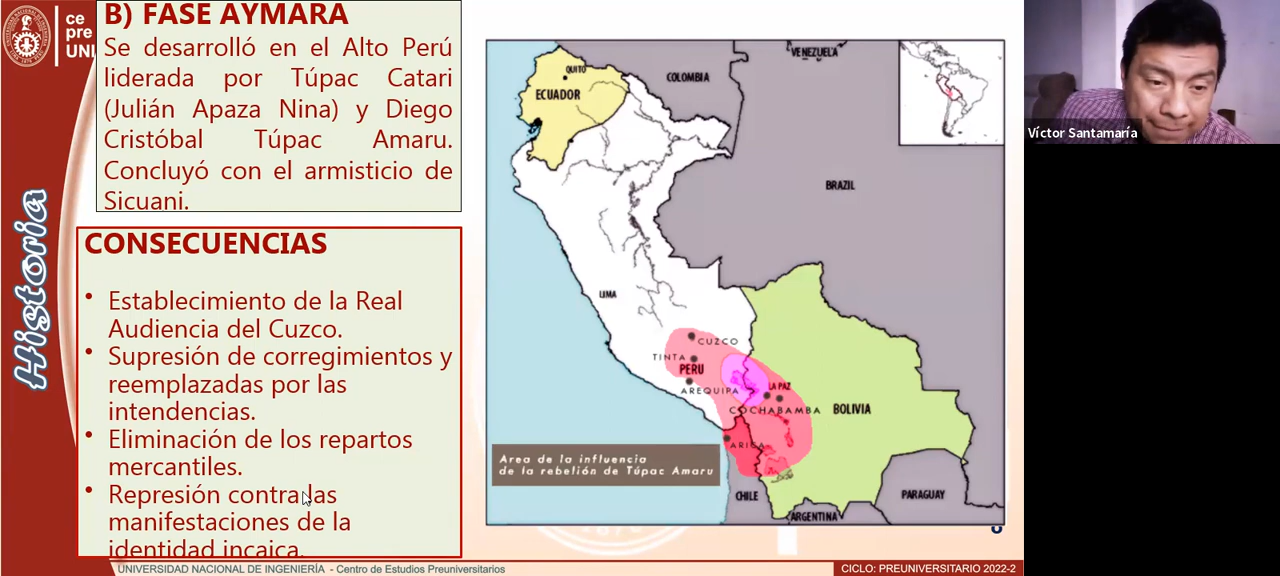 ce
pre
UNI
Historia
B) FASE AYMARA
Se desarrolló en el Alto Perú
liderada por Túpac Catari
(Julián Apaza Nina) y Diego
Cristóbal Túpac Amaru.
Concluyó con el armisticio de
Sicuani.
CONSECUENCIAS
• Establecimiento de la Real
Audiencia del Cuzco.
• Supresión de corregimientos y
reemplazadas por las
intendencias.
• Eliminación de los repartos
mercantiles.
• Represión contra las
manifestaciones de la
identidad incaica.
VENEZUELA
COLOMBIA
QUITO
ECUADOR
BRAZIL
LIMA
CUZCO
TINTA
PERU
AREQUIPA
LA PAZ
COCHABAMBA
BOLIVIA
ARICA
Area de la influencia
de la rebelión de Túpac Amaru
CHILE
PARAGUAY
ARGENTINA
Víctor Santamaría
UNIVERSIDAD NACIONAL DE INGENIERÍA - Centro de Estudios Preuniversitarios
CICLO: PREUNIVERSITARIO 2022-2